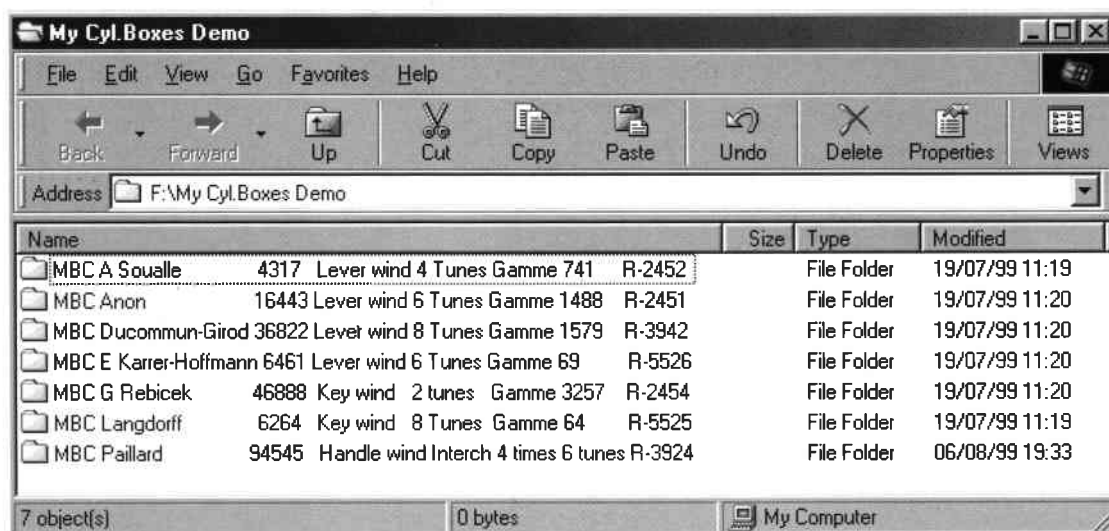 My Cyl.Boxes Demo
File Edit View Go Favorites Help
Back Forward Up Cut Copy Paste Undo Delete Properties Views
Address F:\My Cyl.Boxes Demo
Name Size Type Modified
MBC A Soualle 4317 Lever wind 4 Tunes Gamme 741 R-2452 File Folder 19/07/99 11:19
MBC Anon 16443 Lever wind 6 Tunes Gamme 1488 R-2451 File Folder 19/07/99 11:20
MBC Ducommun-Girod 36822 Lever wind 8 Tunes Gamme 1579 R-3942 File Folder 19/07/99 11:20
MBC E Karrer-Hoffmann 6461 Lever wind 6 Tunes Gamme 69 R-5526 File Folder 19/07/99 11:20
MBC G Rebicek 46888 Key wind 2 tunes Gamme 3257 R-2454 File Folder 19/07/99 11:20
MBC Langdorff 6264 Key wind 8 Tunes Gamme 64 R-5525 File Folder 19/07/99 11:19
MBC Paillard 94545 Handle wind Interch 4 times 6 tunes R-3924 File Folder 06/08/99 19:33
7 object(s) 0 bytes My Computer